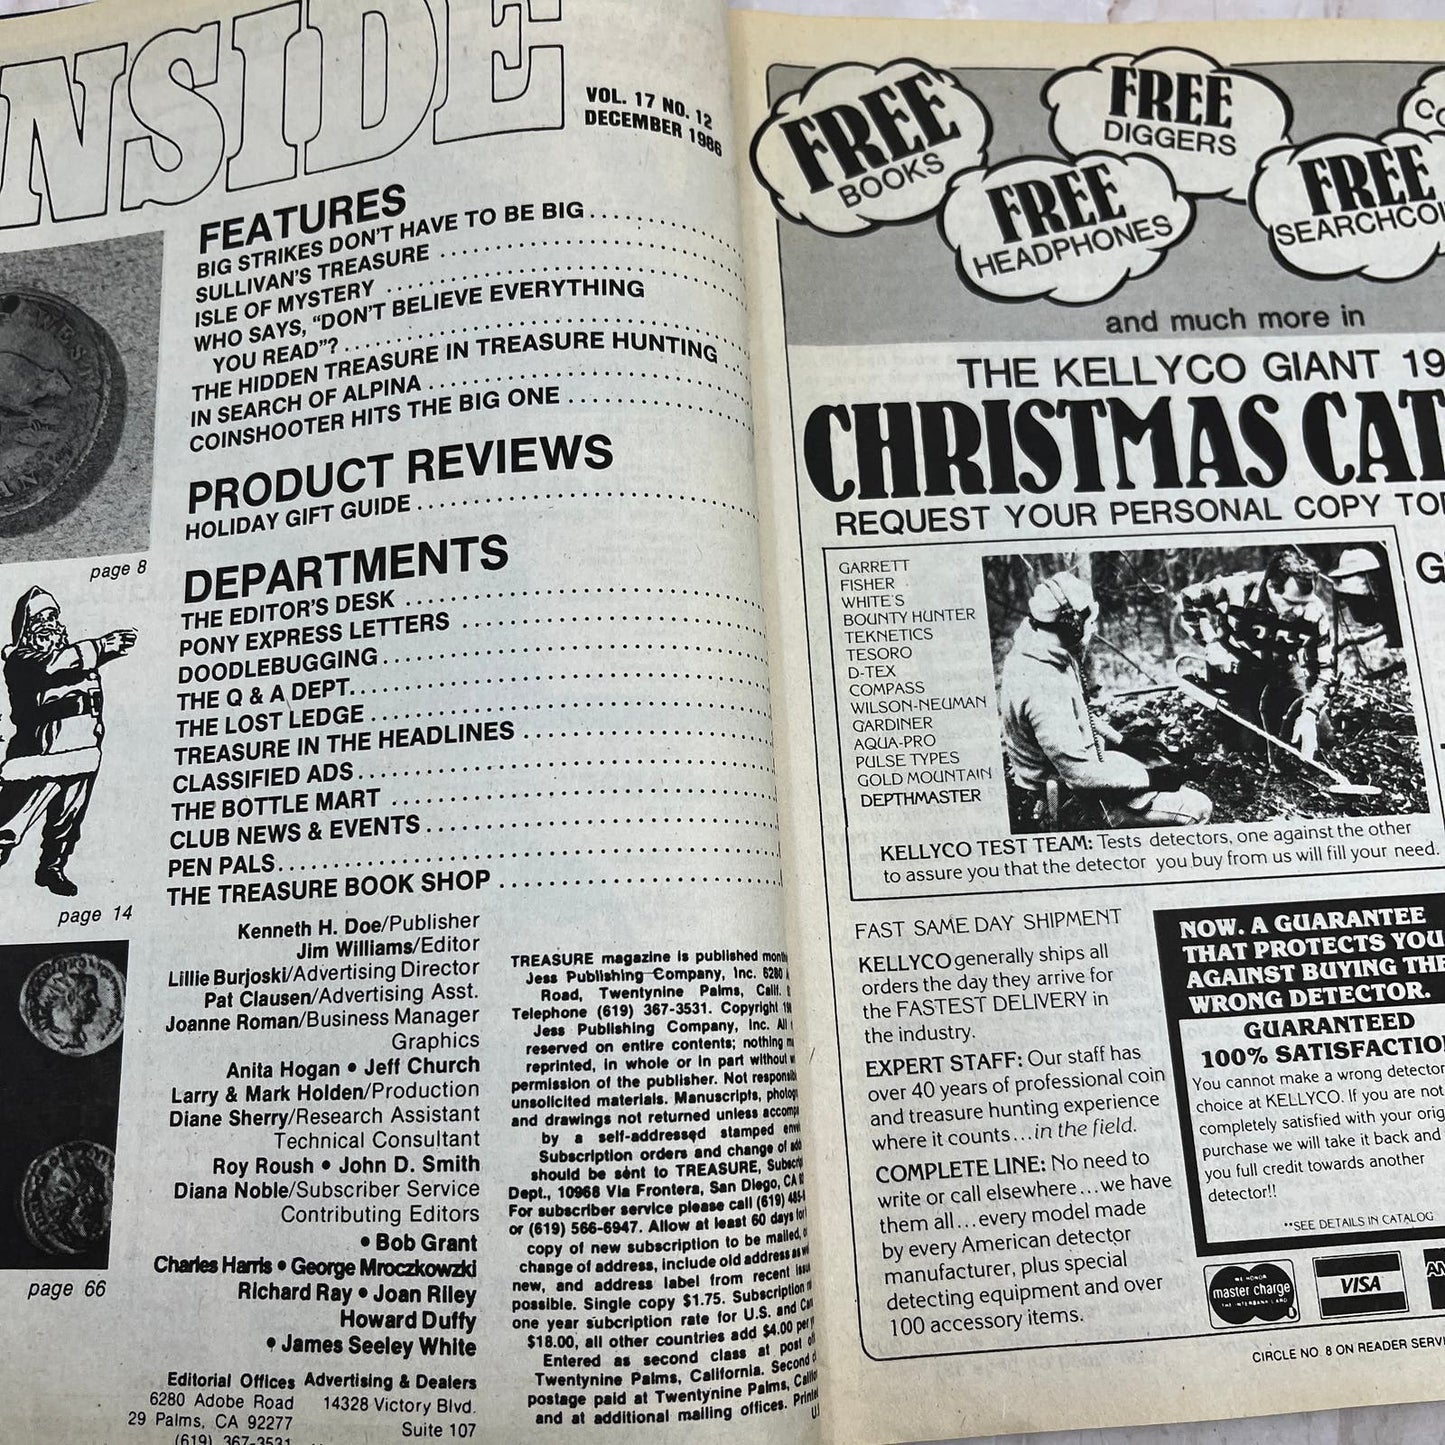 INSIDE
VOL. 17 NO. 12
DECEMBER 1986
FEATURES
BIG STRIKES DON'T HAVE TO BE BIG
SULLIVAN'S TREASURE
ISLE OF MYSTERY
WHO SAYS, "DON'T BELIEVE EVERYTHING
YOU READ"?
THE HIDDEN TREASURE IN TREASURE HUNTING
IN SEARCH OF ALPINA
COINSHOOTER HITS THE BIG ONE
PRODUCT REVIEWS
HOLIDAY GIFT GUIDE
DEPARTMENTS
THE EDITOR'S DESK
PONY EXPRESS LETTERS
DOODLEBUGGING
THE Q & A DEPT.
THE LOST LEDGE
TREASURE IN THE HEADLINES
CLASSIFIED ADS
THE BOTTLE MART
CLUB NEWS & EVENTS
PEN PALS
THE TREASURE BOOK SHOP
page 8
page 14
page 66
Kenneth H. Doe/Publisher
Jim Williams/Editor
Lillie Burjoski/Advertising Director
Pat Clausen/Advertising Asst.
Joanne Roman/Business Manager
Graphics
Anita Hogan • Jeff Church
Larry & Mark Holden/Production
Diane Sherry/Research Assistant
Technical Consultant
Roy Roush • John D. Smith
Diana Noble/Subscriber Service
Contributing Editors
• Bob Grant
Charles Harris • George Mroczkowzki
Richard Ray • Joan Riley
Howard Duffy
• James Seeley White
Editorial Offices
6280 Adobe Road
29 Palms, CA 92277
(619) 367-3531
Advertising & Dealers
14328 Victory Blvd.
Suite 107
TREASURE magazine is published
Jess Publishing Company, Inc. 6280
Road, Twentynine Palms, Calif.
Telephone (619) 367-3531. Copyright
Jess Publishing Company, Inc. All
reserved on entire contents; nothing
reprinted, in whole or in part without
permission of the publisher. Not
unsolicited materials. Manuscripts,
and drawings not returned unless
by a self-addressed stamped
Subscription orders and change of
should be sent to TREASURE,
Dept., 10968 Via Frontera, San Diego, CA
For subscriber service please call (619)
or (619) 566-6947. Allow at least 60 days
copy of new subscription to be mailed,
change of address, include old address as
new, and address label from recent
possible. Single copy $1.75. Subscription
one year subcription rate for U.S. and
$18.00, all other countries add $4.00 per
Entered as second class at post
Twentynine Palms, California. Second
postage paid at Twentynine Palms,
and at additional mailing offices.
FREE
BOOKS
FREE
DIGGERS
FREE
HEADPHONES
FREE
and much more in
THE KELLYCO GIANT 19
CHRISTMAS CAT
REQUEST YOUR PERSONAL COPY
GARRETT
FISHER
WHITE'S
BOUNTY HUNTER
TEKNETICS
TESORO
D-TEX
COMPASS
WILSON-NEUMAN
GARDINER
AQUA-PRO
PULSE TYPES
GOLD MOUNTAIN
DEPTHMASTER
KELLYCO TEST TEAM: Tests detectors, one against the other
to assure you that the detector you buy from us will fill your need.
FAST SAME DAY SHIPMENT
KELLYCO generally ships all
orders the day they arrive for
the FASTEST DELIVERY in
the industry.
EXPERT STAFF: Our staff has
over 40 years of professional coin
and treasure hunting experience
where it counts...in the field.
COMPLETE LINE: No need to
write or call elsewhere...we have
them all...every model made
by every American detector
manufacturer, plus special
detecting equipment and over
100 accessory items.
NOW. A GUARANTEE
THAT PROTECTS YOU
AGAINST BUYING THE
WRONG DETECTOR.
GUARANTEED
100% SATISFACTIO
You cannot make a wrong detector
choice at KELLYCO. If you are not
completely satisfied with your
purchase we will take it back and
you full credit towards another
detector!!
**SEE DETAILS IN CATALOG
WE HONOR
master charge
THE INTERBANK CARD
VISA
CIRCLE NO. 8 ON READER